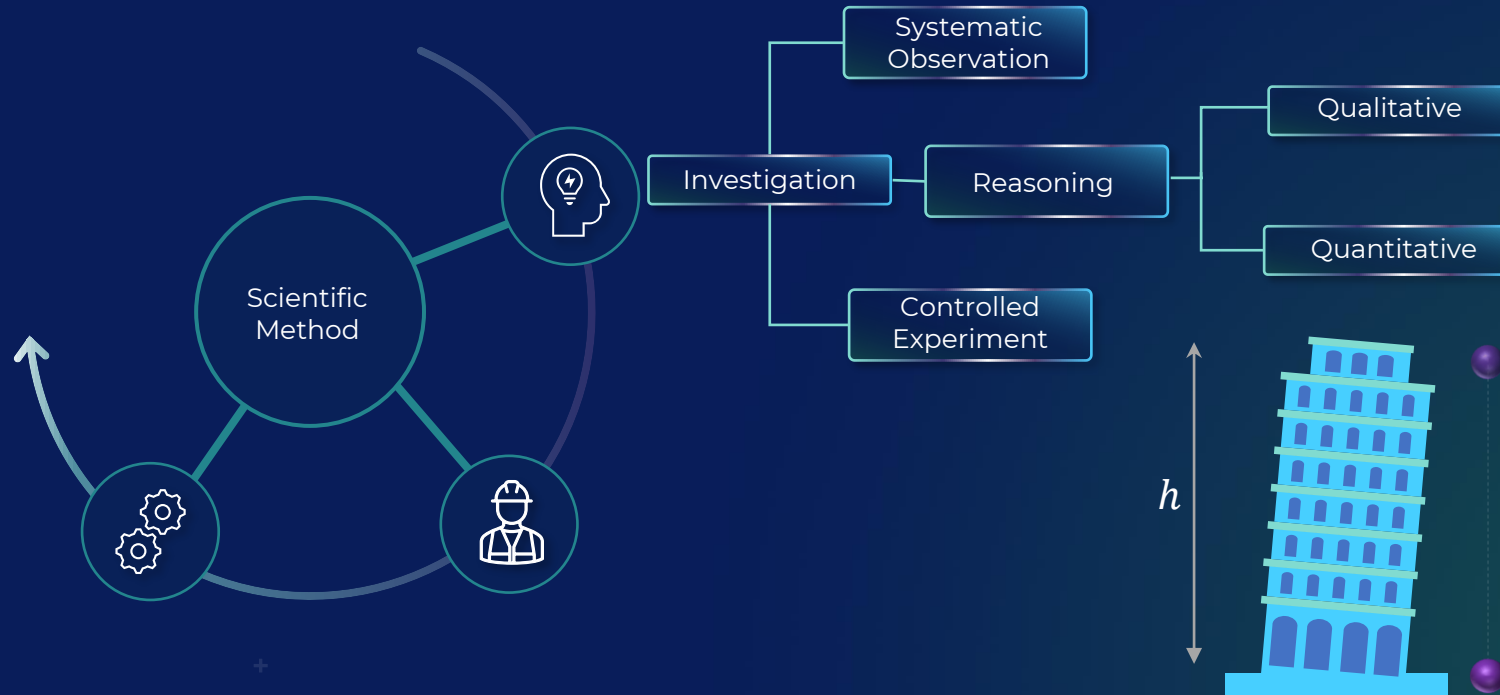 Systematic
Observation
Qualitative
Investigation
Reasoning
Quantitative
Scientific
Method
Controlled
Experiment
h